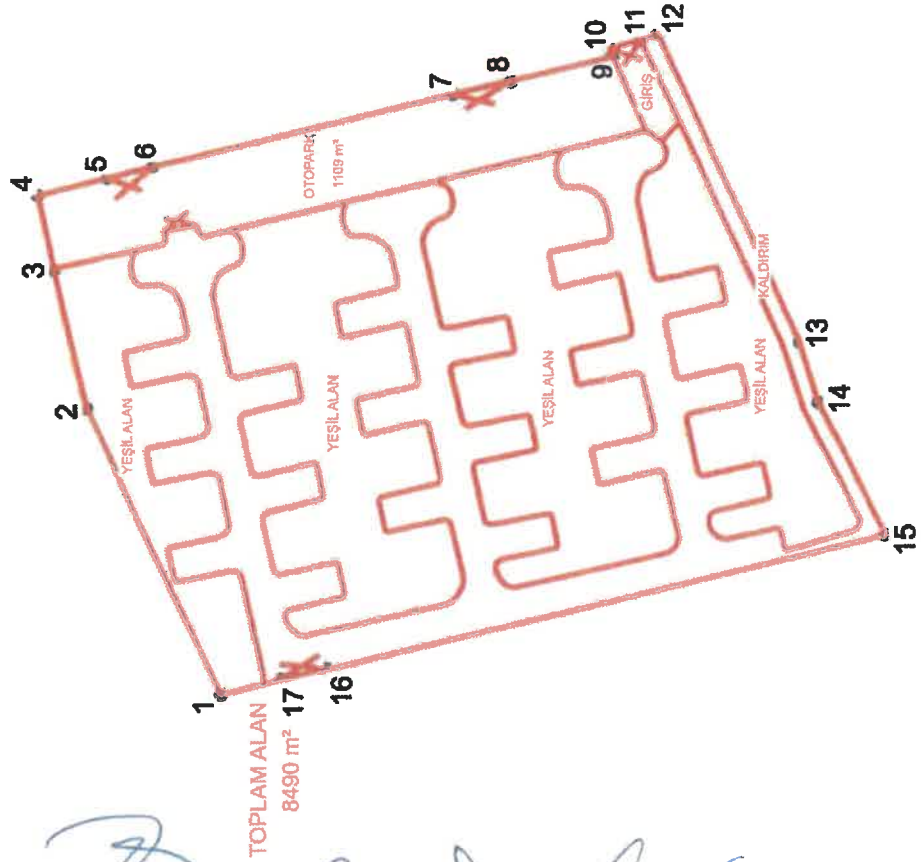 4
5
3
6
YEŞİL ALAN
2
OTOPARK
1109 m²
7
8
YEŞİL ALAN
10
11
9
12
GİRİŞ
1
TOPLAM ALAN
8490 m²
17
16
YEŞİL ALAN
KALDIRIM
YEŞİL ALAN
13
14
15